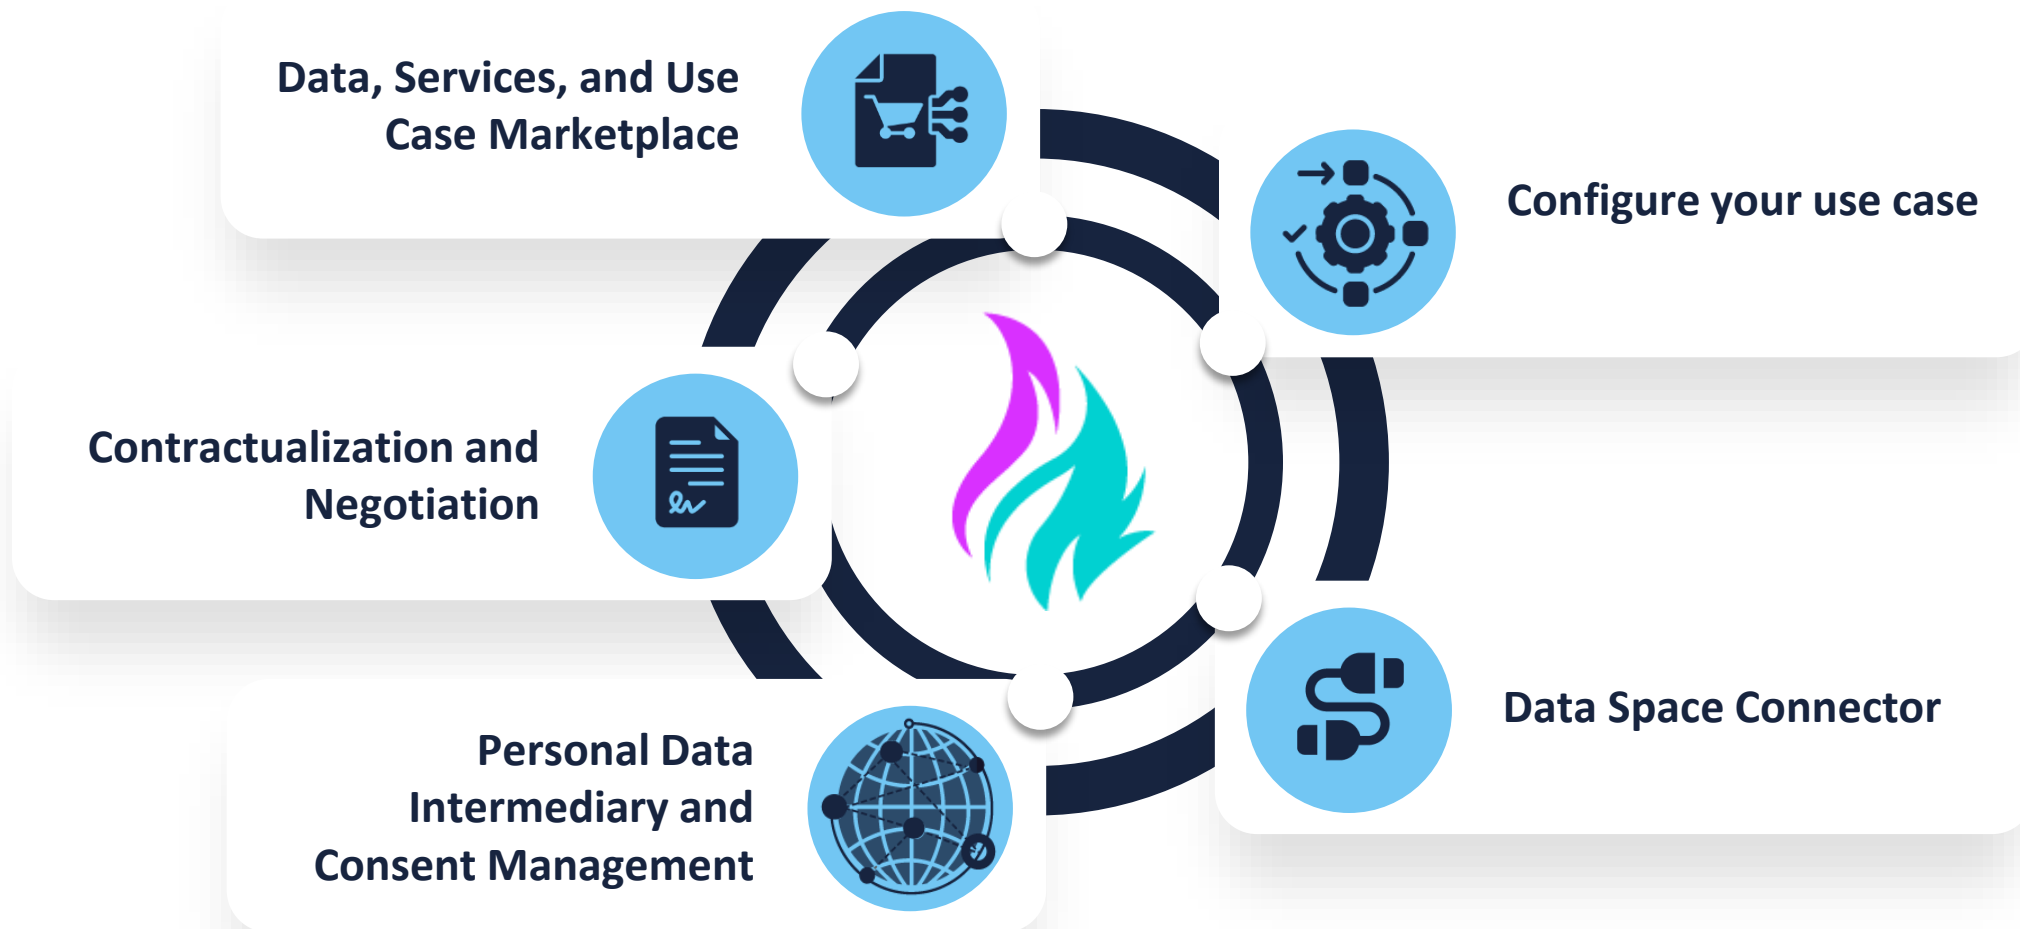 Data, Services, and Use
Case Marketplace
Configure your use case
Contractualization and
Negotiation
Data Space Connector
Personal Data
Intermediary and
Consent Management